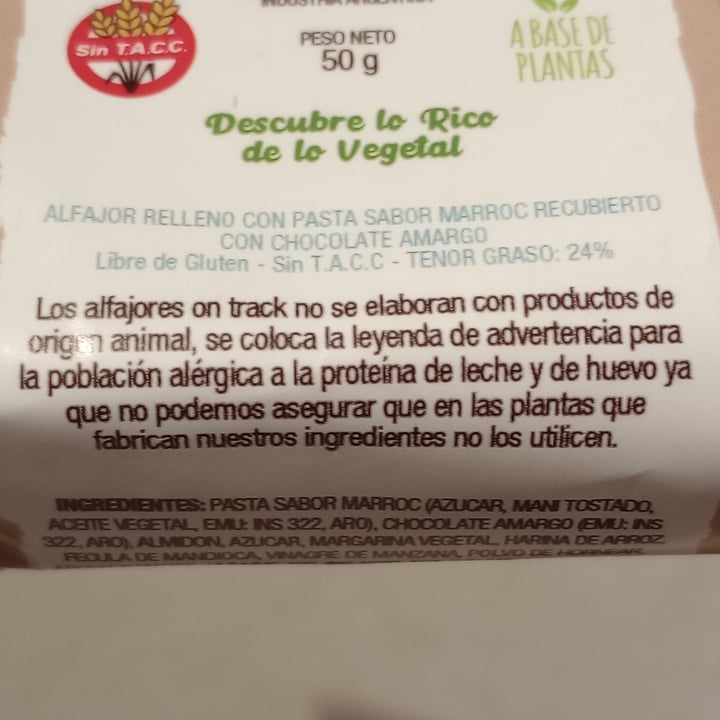 INDUSTRIA ARGENTINA
Sin T.A.C.C.
PESO NETO
50 g
A BASE DE
PLANTAS
Descubre lo Rico
de lo Vegetal
ALFAJOR RELLENO CON PASTA SABOR MARROC RECUBIERTO
CON CHOCOLATE AMARGO
Libre de Gluten - Sin T.A.C.C - TENOR GRASO: 24%
Los alfajores on track no se elaboran con productos de
origen animal, se coloca la leyenda de advertencia para
la población alérgica a la proteína de leche y de huevo ya
que no podemos asegurar que en las plantas que
fabrican nuestros ingredientes no los utilicen.
INGREDIENTES: PASTA SABOR MARROC (AZUCAR, MANI TOSTADO,
ACEITE VEGETAL, EMU: INS 322, ARO), CHOCOLATE AMARGO (EMU: INS
322, ARO), ALMIDON, AZUCAR, MARGARINA VEGETAL, HARINA DE ARROZ,
FECULA DE MANDIOCA, VINAGRE DE MANZANA, POLVO DE HORNEAR,